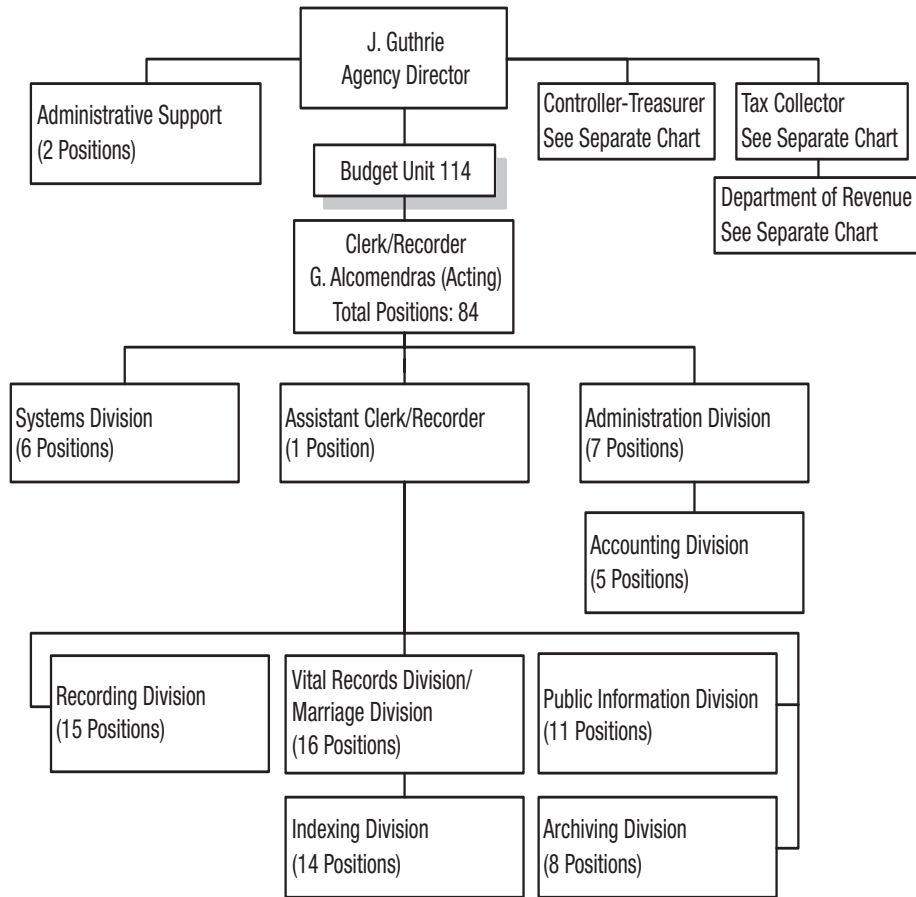 J. Guthrie
Agency Director
Administrative Support
(2 Positions)
Controller-Treasurer
See Separate Chart
Tax Collector
See Separate Chart
Department of Revenue
See Separate Chart
Budget Unit 114
Clerk/Recorder
G. Alcomendras (Acting)
Total Positions: 84
Systems Division
(6 Positions)
Assistant Clerk/Recorder
(1 Position)
Administration Division
(7 Positions)
Accounting Division
(5 Positions)
Recording Division
(15 Positions)
Vital Records Division/
Marriage Division
(16 Positions)
Public Information Division
(11 Positions)
Indexing Division
(14 Positions)
Archiving Division
(8 Positions)